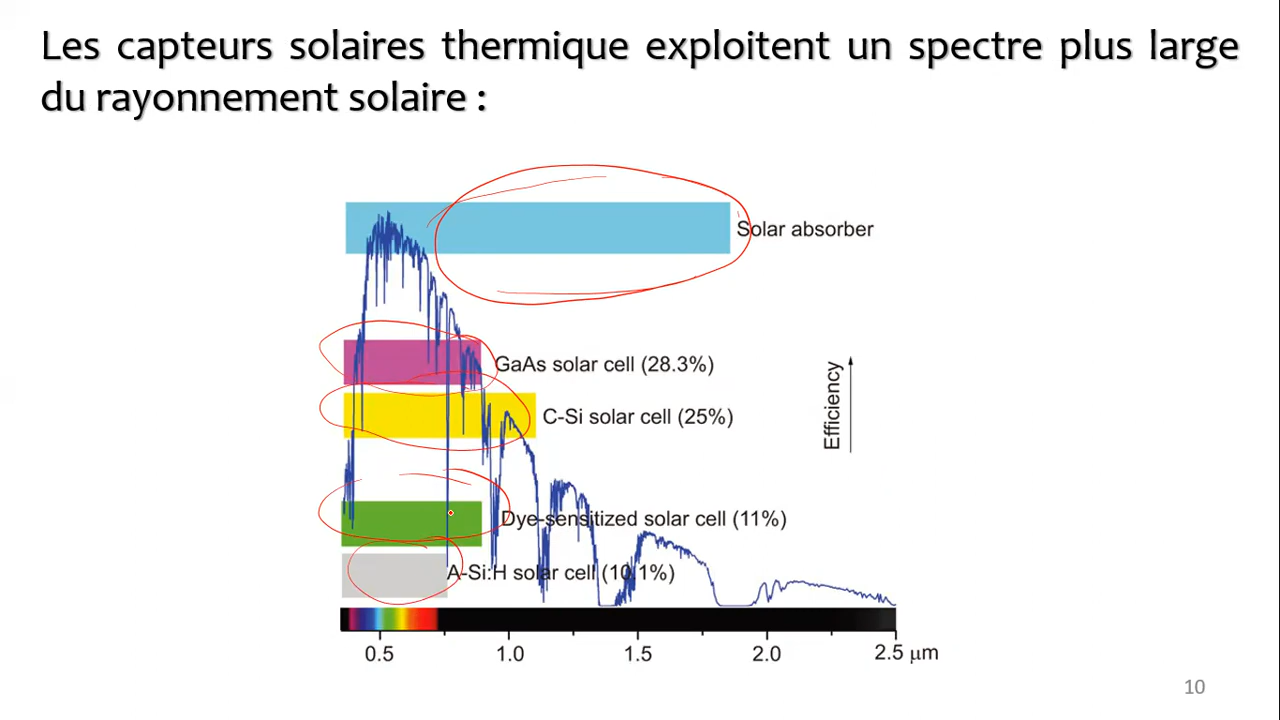 Les capteurs solaires thermique exploitent un spectre plus large
du rayonnement solaire :
Solar absorber
GaAs solar cell (28.3%)
C-Si solar cell (25%)
Efficiency
Dye-sensitized solar cell (11%)
A-Si:H solar cell (10.1%)
0.5 1.0 1.5 2.0 2.5 μm
10